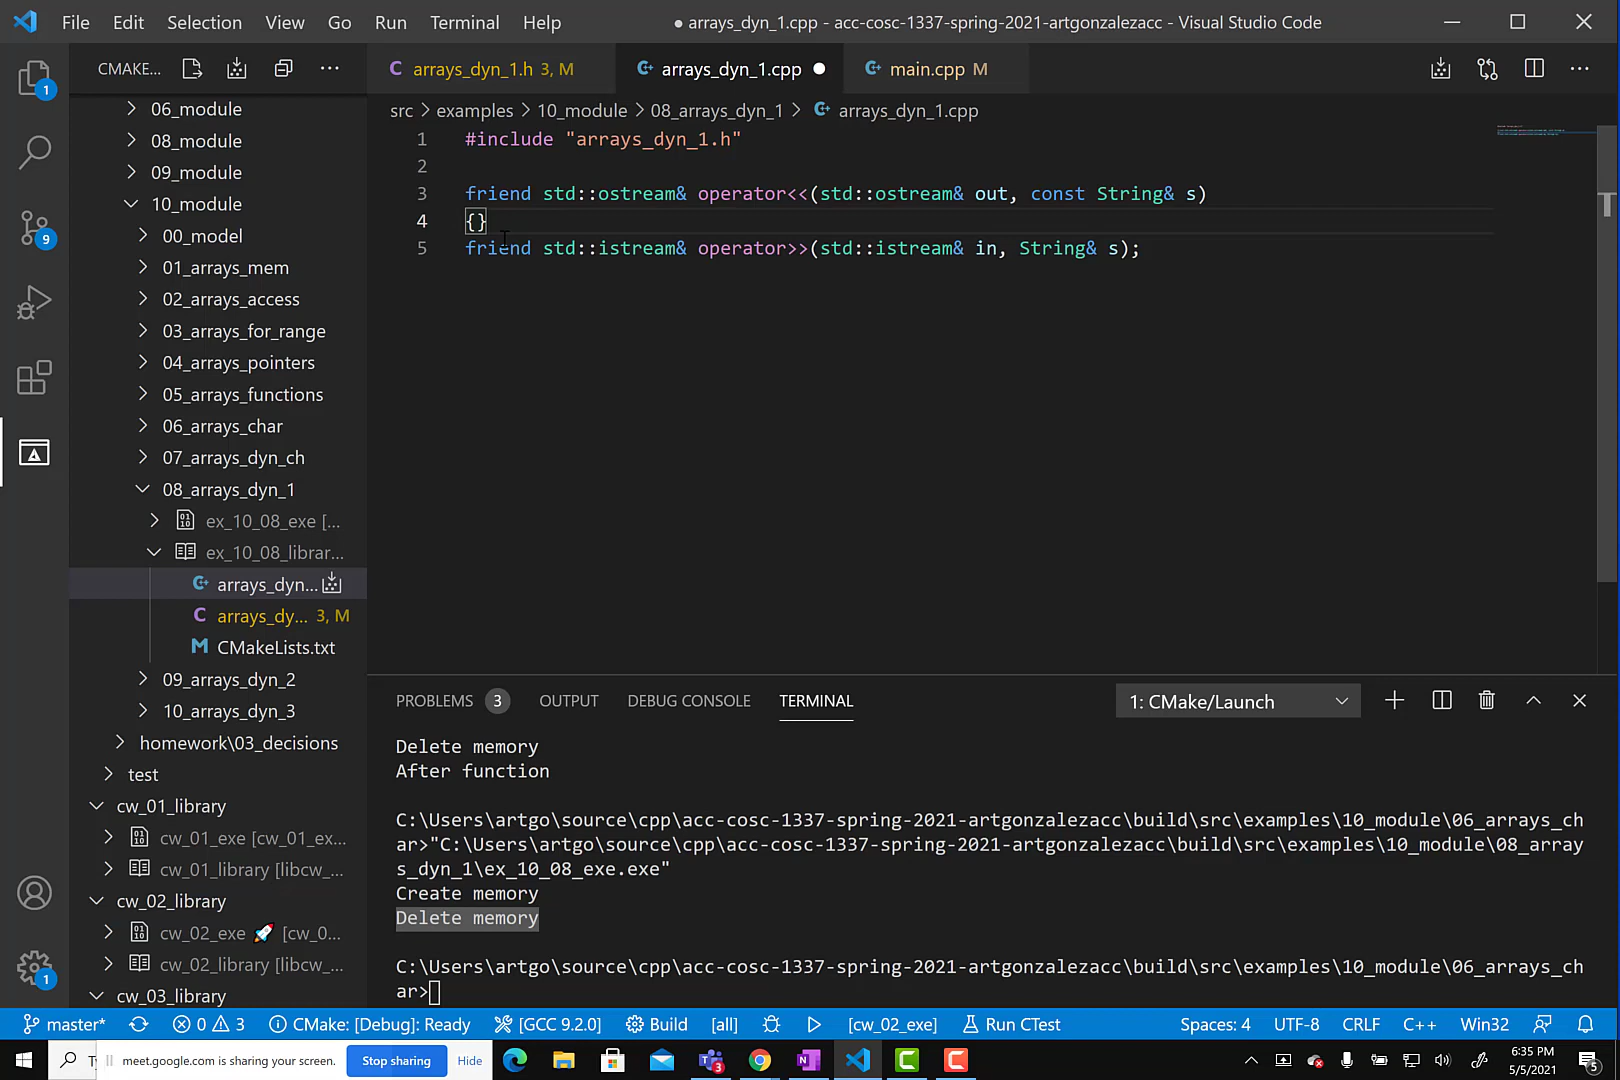 File Edit Selection View Go Run Terminal Help
● arrays_dyn_1.cpp - acc-cosc-1337-spring-2021-artgonzalezacc - Visual Studio Code
CMAKE...
arrays_dyn_1.h 3, M
arrays_dyn_1.cpp
main.cpp M
src > examples > 10_module > 08_arrays_dyn_1 > arrays_dyn_1.cpp
1 #include "arrays_dyn_1.h"
2
3 friend std::ostream& operator<<(std::ostream& out, const String& s)
4 {}
5 friend std::istream& operator>>(std::istream& in, String& s);
1
9
1
06_module
08_module
09_module
10_module
00_model
01_arrays_mem
02_arrays_access
03_arrays_for_range
04_arrays_pointers
05_arrays_functions
06_arrays_char
07_arrays_dyn_ch
08_arrays_dyn_1
ex_10_08_exe [...
ex_10_08_librar...
arrays_dyn...
arrays_dy... 3, M
CMakeLists.txt
09_arrays_dyn_2
10_arrays_dyn_3
homework\03_decisions
test
cw_01_library
cw_01_exe [cw_01_ex...
cw_01_library [libcw_...
cw_02_library
cw_02_exe 🚀 [cw_0...
cw_02_library [libcw_...
cw_03_library
PROBLEMS 3 OUTPUT DEBUG CONSOLE TERMINAL
1: CMake/Launch
Delete memory
After function
C:\Users\artgo\source\cpp\acc-cosc-1337-spring-2021-artgonzalezacc\build\src\examples\10_module\06_arrays_ch
ar>"C:\Users\artgo\source\cpp\acc-cosc-1337-spring-2021-artgonzalezacc\build\src\examples\10_module\08_array
s_dyn_1\ex_10_08_exe.exe"
Create memory
Delete memory
C:\Users\artgo\source\cpp\acc-cosc-1337-spring-2021-artgonzalezacc\build\src\examples\10_module\06_arrays_ch
ar>
master* 0 3 CMake: [Debug]: Ready [GCC 9.2.0] Build [all] [cw_02_exe] Run CTest Spaces: 4 UTF-8 CRLF C++ Win32
meet.google.com is sharing your screen. Stop sharing Hide
3
6:35 PM
5/5/2021
5